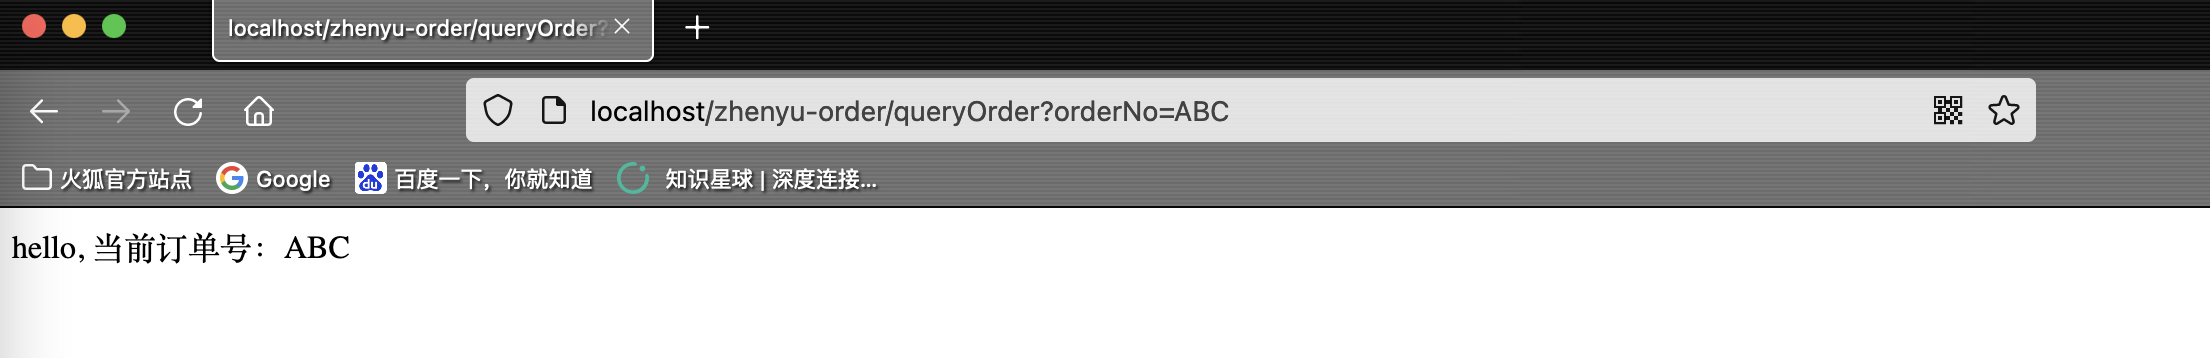 localhost/zhenyu-order/queryOrder?
localhost/zhenyu-order/queryOrder?orderNo=ABC
火狐官方站点 Google du 百度一下，你就知道 知识星球 | 深度连接...
hello, 当前订单号：ABC